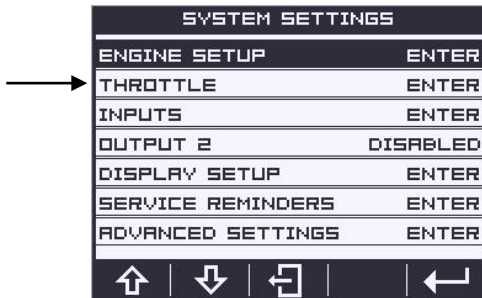 SYSTEM SETTINGS
ENGINE SETUP ENTER
THROTTLE ENTER
INPUTS ENTER
OUTPUT 2 DISABLED
DISPLAY SETUP ENTER
SERVICE REMINDERS ENTER
ADVANCED SETTINGS ENTER